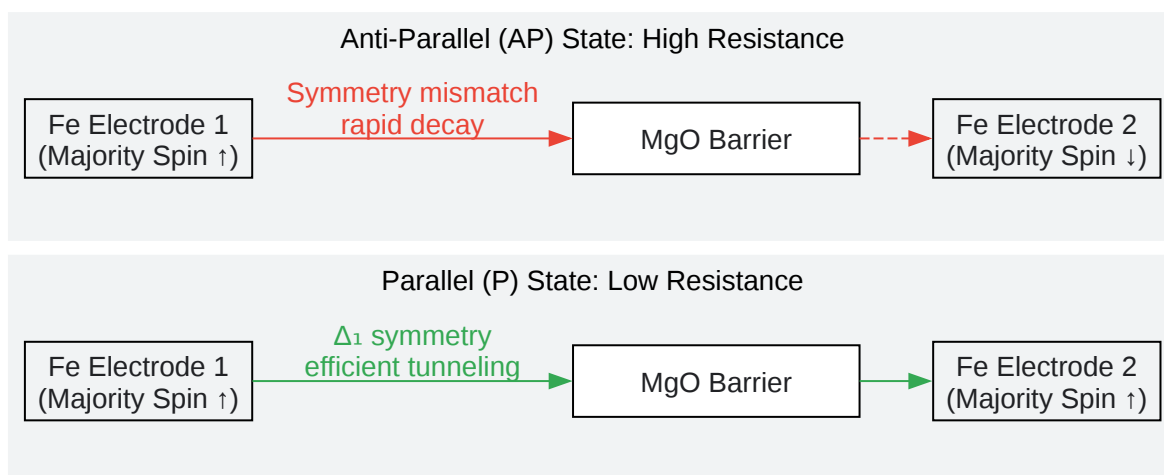 Anti-Parallel (AP) State: High Resistance
Fe Electrode 1
(Majority Spin ↑)
Symmetry mismatch
rapid decay
MgO Barrier
Fe Electrode 2
(Majority Spin ↓)
Parallel (P) State: Low Resistance
Fe Electrode 1
(Majority Spin ↑)
Δ₁ symmetry
efficient tunneling
MgO Barrier
Fe Electrode 2
(Majority Spin ↑)